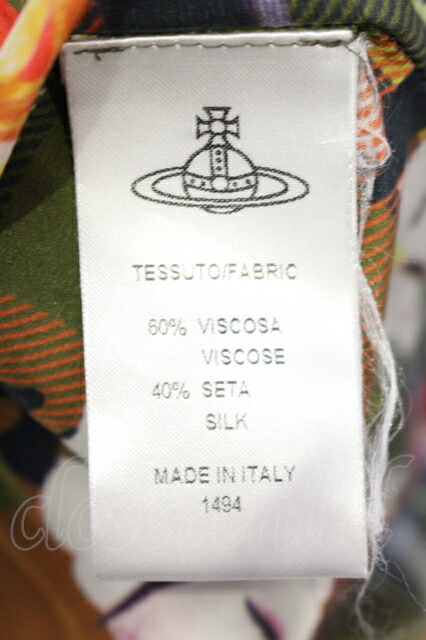 TESSUTO/FABRIC
60% VISCOSA
VISCOSE
40% SETA
SILK
MADE IN ITALY
1494